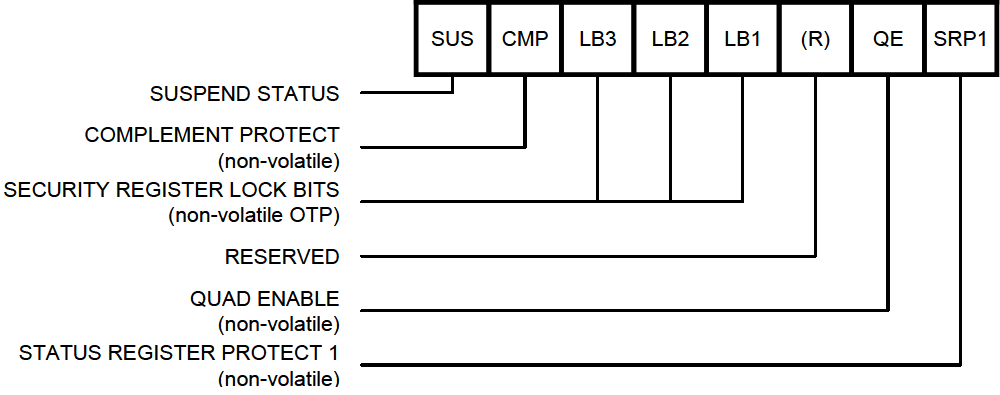 SUS CMP LB3 LB2 LB1 (R) QE SRP1
SUSPEND STATUS
COMPLEMENT PROTECT
(non-volatile)
SECURITY REGISTER LOCK BITS
(non-volatile OTP)
RESERVED
QUAD ENABLE
(non-volatile)
STATUS REGISTER PROTECT 1
(non-volatile)